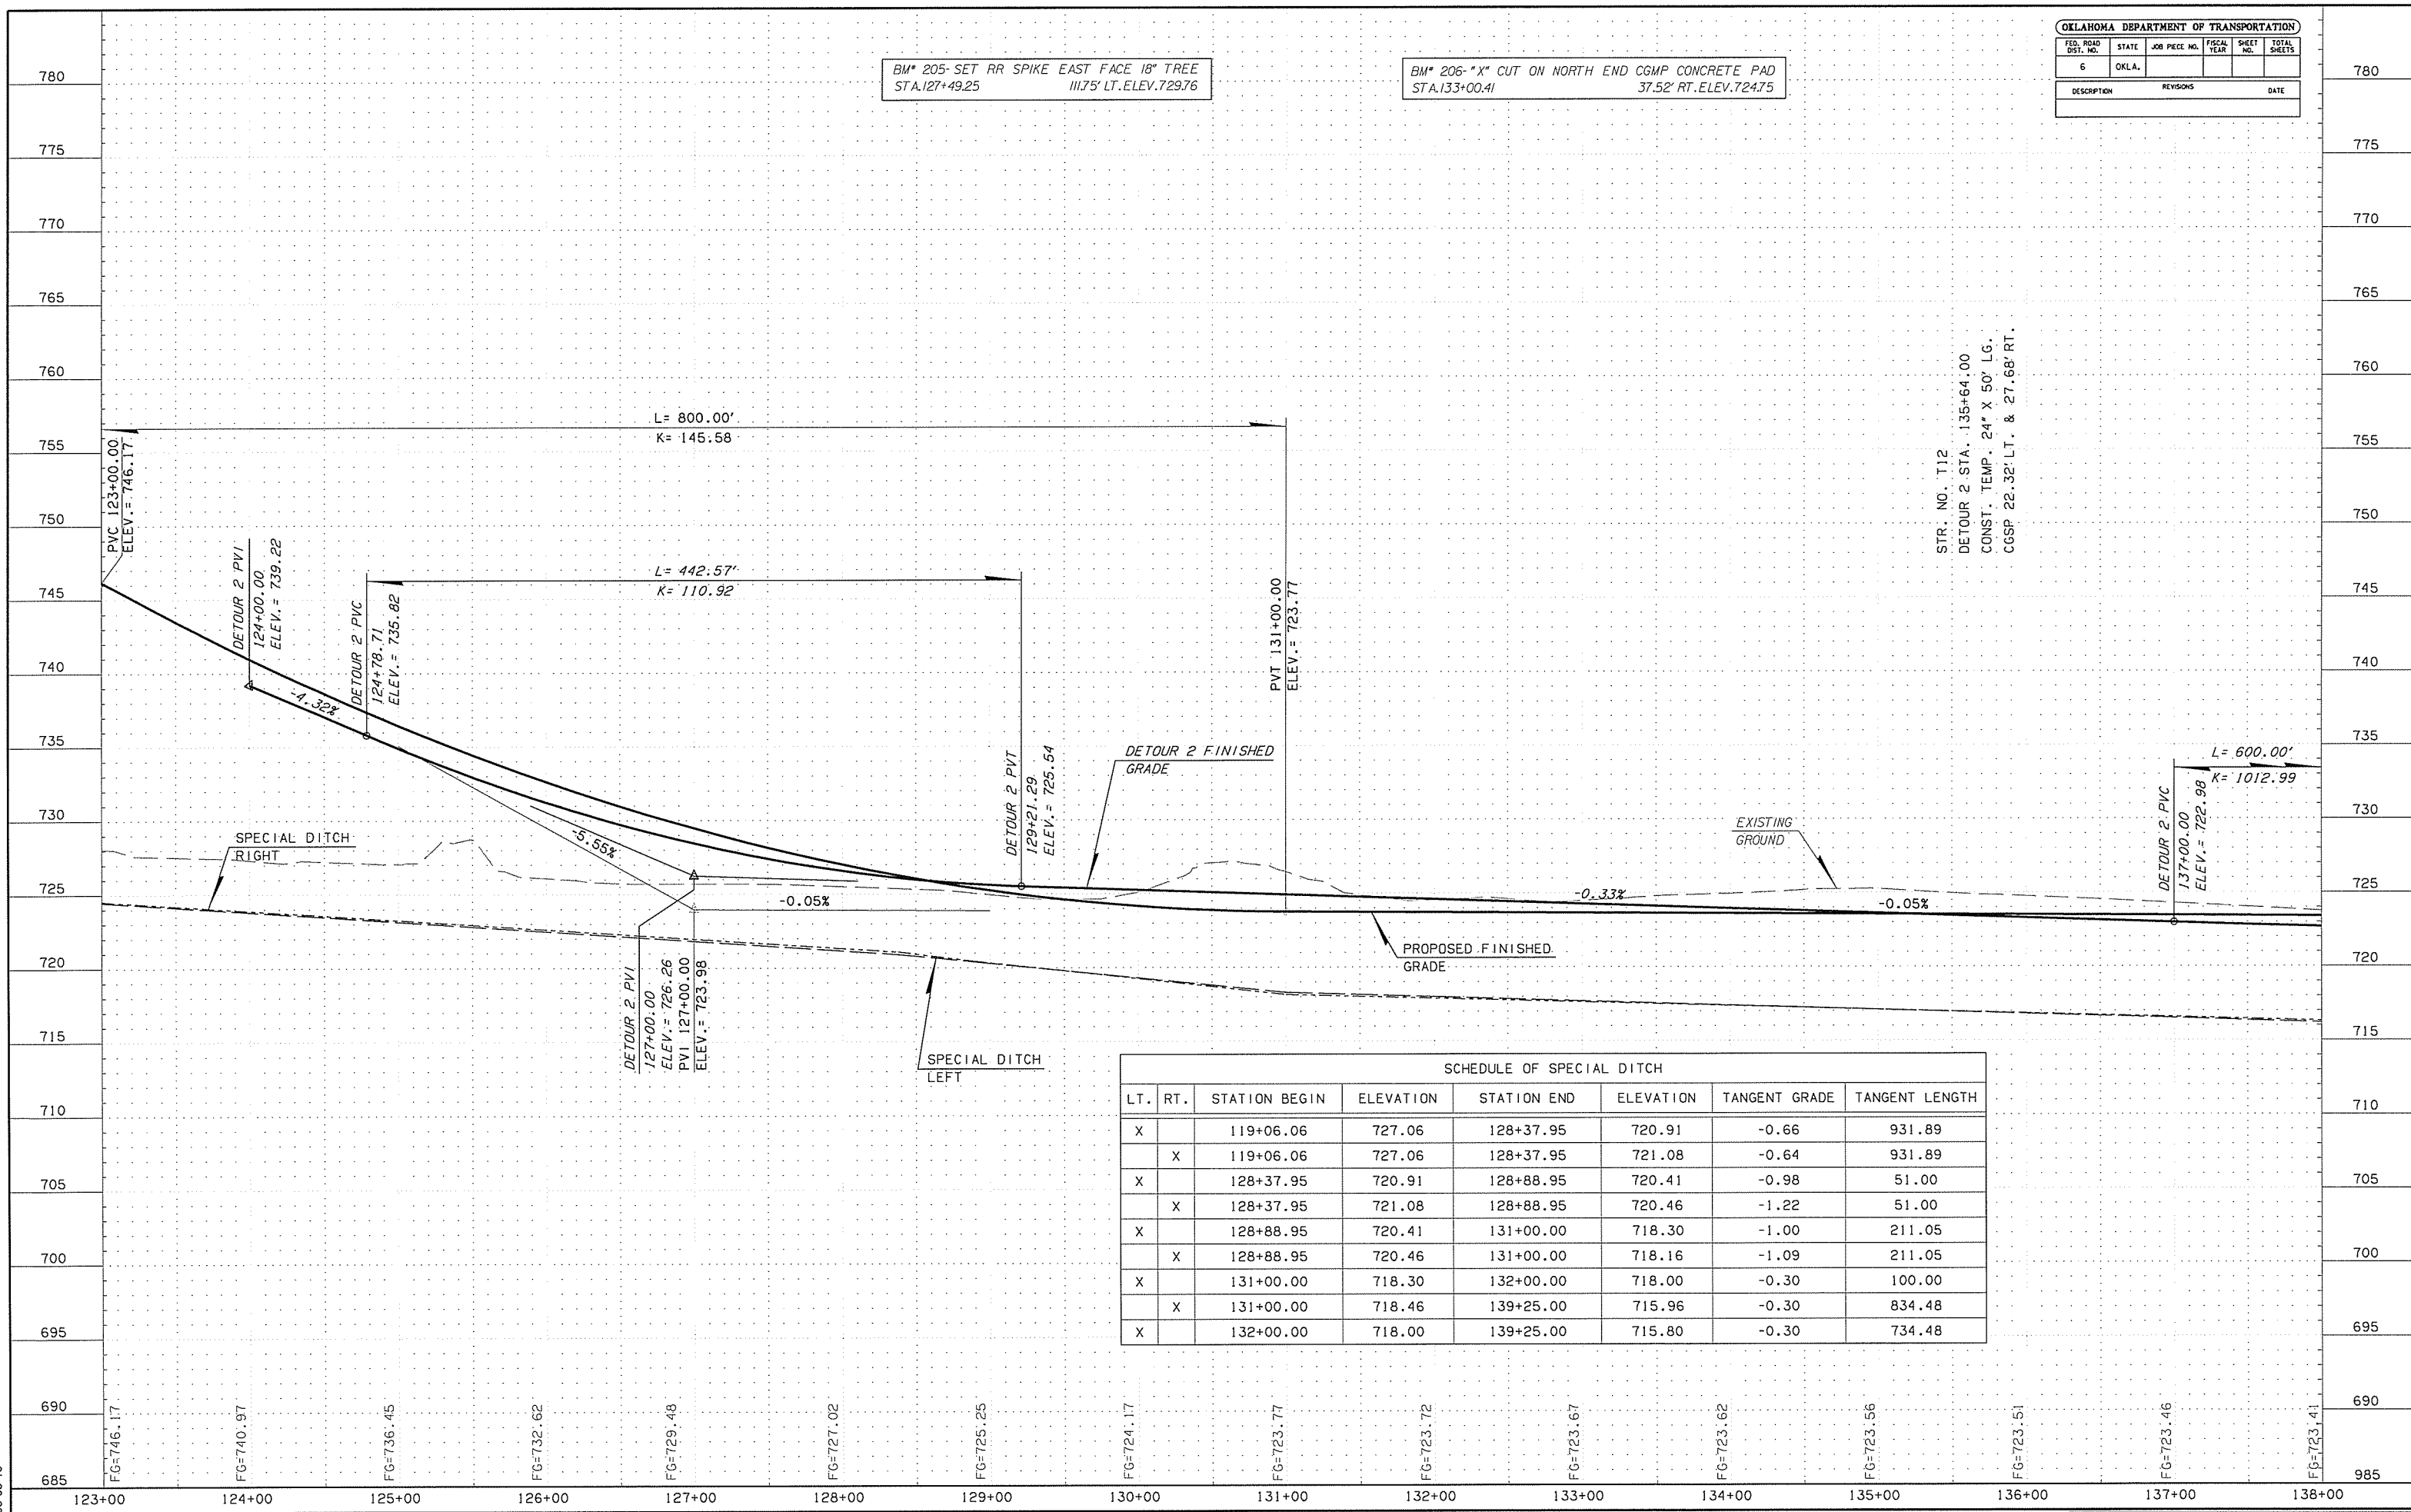 OKLAHOMA DEPARTMENT OF TRANSPORTATION
FED. ROAD DIST. NO. STATE JOB PIECE NO. FISCAL YEAR SHEET NO. TOTAL SHEETS
6 OKLA.
DESCRIPTION REVISIONS DATE
BM# 205- SET RR SPIKE EAST FACE 18" TREE
STA.127+49.25 111.75' LT.ELEV.729.76
BM# 206- "X" CUT ON NORTH END CGMP CONCRETE PAD
STA.133+00.41 37.52' RT.ELEV.724.75
780
775
770
765
760
755
750
745
740
735
730
725
720
715
710
705
700
695
690
685
780
775
770
765
760
755
750
745
740
735
730
725
720
715
710
705
700
695
690
985
L= 800.00'
K= 145.58
PVC 123+00.00
ELEV.= 746.17
DETOUR 2 PVI
124+00.00
ELEV.= 739.22
-4.32%
DETOUR 2 PVC
124+78.71
ELEV.= 735.82
L= 442.57'
K= 110.92
-5.55%
SPECIAL DITCH
RIGHT
DETOUR 2 PVI
127+00.00
ELEV.= 726.26
PVI 127+00.00
ELEV.= 723.98
-0.05%
SPECIAL DITCH
LEFT
DETOUR 2 PVT
129+21.29
ELEV.= 725.54
DETOUR 2 FINISHED
GRADE
PVT 131+00.00
ELEV.= 723.77
-0.33%
PROPOSED FINISHED
GRADE
EXISTING
GROUND
-0.05%
STR. NO. T12
DETOUR 2 STA. 135+64.00
CONST. TEMP. 24" X 50' LG.
CGSP 22.32' LT. & 27.68' RT.
DETOUR 2 PVC
137+00.00
ELEV.= 722.98
L= 600.00'
K= 1012.99
SCHEDULE OF SPECIAL DITCH
LT. RT. STATION BEGIN ELEVATION STATION END ELEVATION TANGENT GRADE TANGENT LENGTH
X 119+06.06 727.06 128+37.95 720.91 -0.66 931.89
X 119+06.06 727.06 128+37.95 721.08 -0.64 931.89
X 128+37.95 720.91 128+88.95 720.41 -0.98 51.00
X 128+37.95 721.08 128+88.95 720.46 -1.22 51.00
X 128+88.95 720.41 131+00.00 718.30 -1.00 211.05
X 128+88.95 720.46 131+00.00 718.16 -1.09 211.05
X 131+00.00 718.30 132+00.00 718.00 -0.30 100.00
X 131+00.00 718.46 139+25.00 715.96 -0.30 834.48
X 132+00.00 718.00 139+25.00 715.80 -0.30 734.48
FG=746.17
FG=740.97
FG=736.45
FG=732.62
FG=729.48
FG=727.02
FG=725.25
FG=724.17
FG=723.77
FG=723.72
FG=723.67
FG=723.62
FG=723.56
FG=723.51
FG=723.46
FG=723.41
123+00 124+00 125+00 126+00 127+00 128+00 129+00 130+00 131+00 132+00 133+00 134+00 135+00 136+00 137+00 138+00